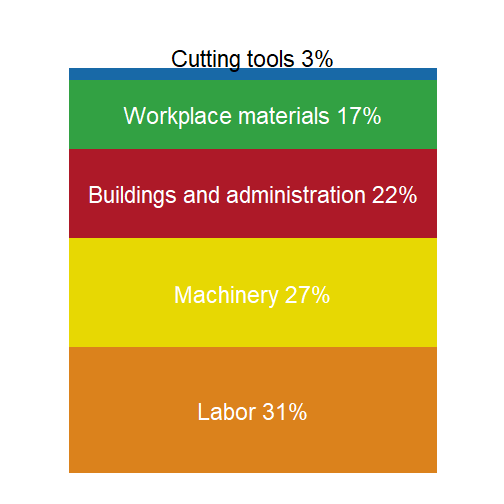 Cutting tools 3%
Workplace materials 17%
Buildings and administration 22%
Machinery 27%
Labor 31%